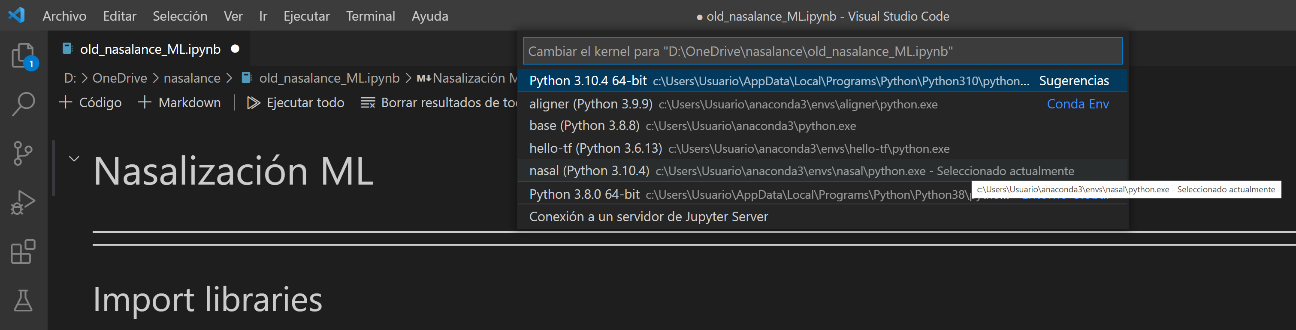 Archivo Editar Selección Ver Ir Ejecutar Terminal Ayuda ● old_nasalance_ML.ipynb - Visual Studio Code
old_nasalance_ML.ipynb ●
Cambiar el kernel para "D:\OneDrive\nasalance\old_nasalance_ML.ipynb"
D: > OneDrive > nasalance > old_nasalance_ML.ipynb > M↓Nasalización M
Python 3.10.4 64-bit c:\Users\Usuario\AppData\Local\Programs\Python\Python310\python... Sugerencias
+ Código + Markdown Ejecutar todo Borrar resultados de to
aligner (Python 3.9.9) c:\Users\Usuario\anaconda3\envs\aligner\python.exe Conda Env
base (Python 3.8.8) c:\Users\Usuario\anaconda3\python.exe
hello-tf (Python 3.6.13) c:\Users\Usuario\anaconda3\envs\hello-tf\python.exe
nasal (Python 3.10.4) c:\Users\Usuario\anaconda3\envs\nasal\python.exe - Seleccionado actualmente
c:\Users\Usuario\anaconda3\envs\nasal\python.exe - Seleccionado actualmente
Python 3.8.0 64-bit c:\Users\Usuario\AppData\Local\Programs\Python\Python38\
Conexión a un servidor de Jupyter Server
1
Nasalización ML
Import libraries